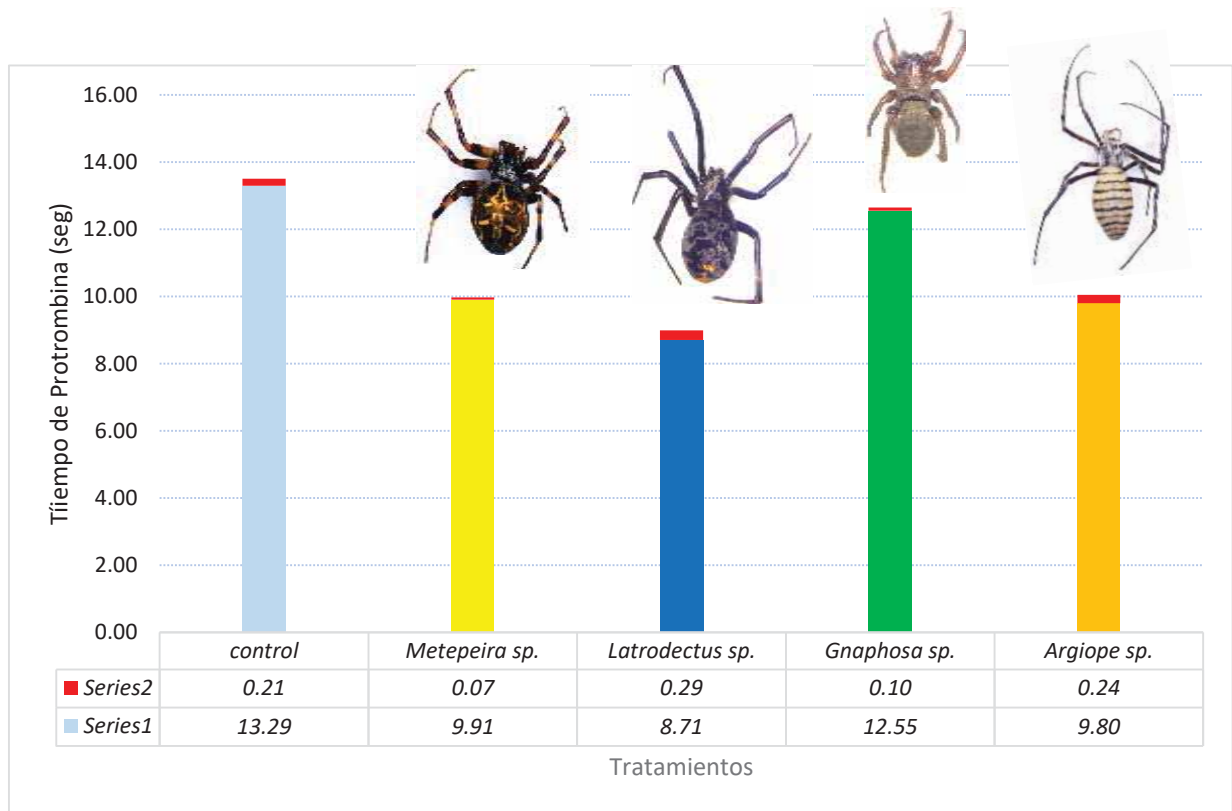 16.00
14.00
12.00
10.00
8.00
6.00
4.00
2.00
0.00
Tíiempo de Protrombina (seg)
control Metepeira sp. Latrodectus sp. Gnaphosa sp. Argiope sp.
Series2 0.21 0.07 0.29 0.10 0.24
Series1 13.29 9.91 8.71 12.55 9.80
Tratamientos